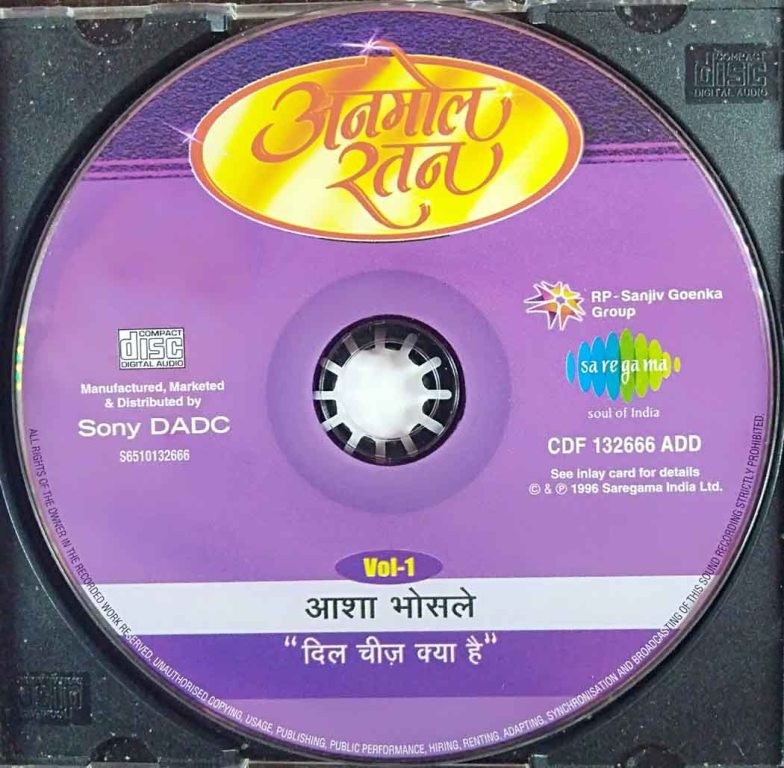 अनमोल
रतन
COMPACT
disc
DIGITAL AUDIO
RP-Sanjiv Goenka
Group
sa re ga ma
soul of India
COMPACT
disc
DIGITAL AUDIO
Manufactured, Marketed
& Distributed by
Sony DADC
S6510132666
CDF 132666 ADD
See inlay card for details
© & ℗ 1996 Saregama India Ltd.
Vol-1
आशा भोसले
“दिल चीज़ क्या है”
ALL RIGHTS OF THE OWNER IN THE RECORDED WORK RESERVED. UNAUTHORISED COPYING, USAGE, PUBLISHING, PUBLIC PERFORMANCE, HIRING, RENTING, ADAPTING, SYNCHRONISATION AND BROADCASTING OF THIS SOUND RECORDING STRICTLY PROHIBITED.